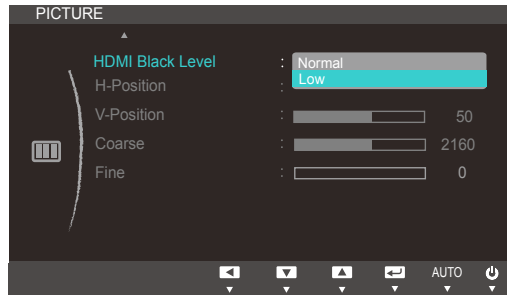 PICTURE
HDMI Black Level : Normal
Low
H-Position :
V-Position : 50
Coarse : 2160
Fine : 0
AUTO